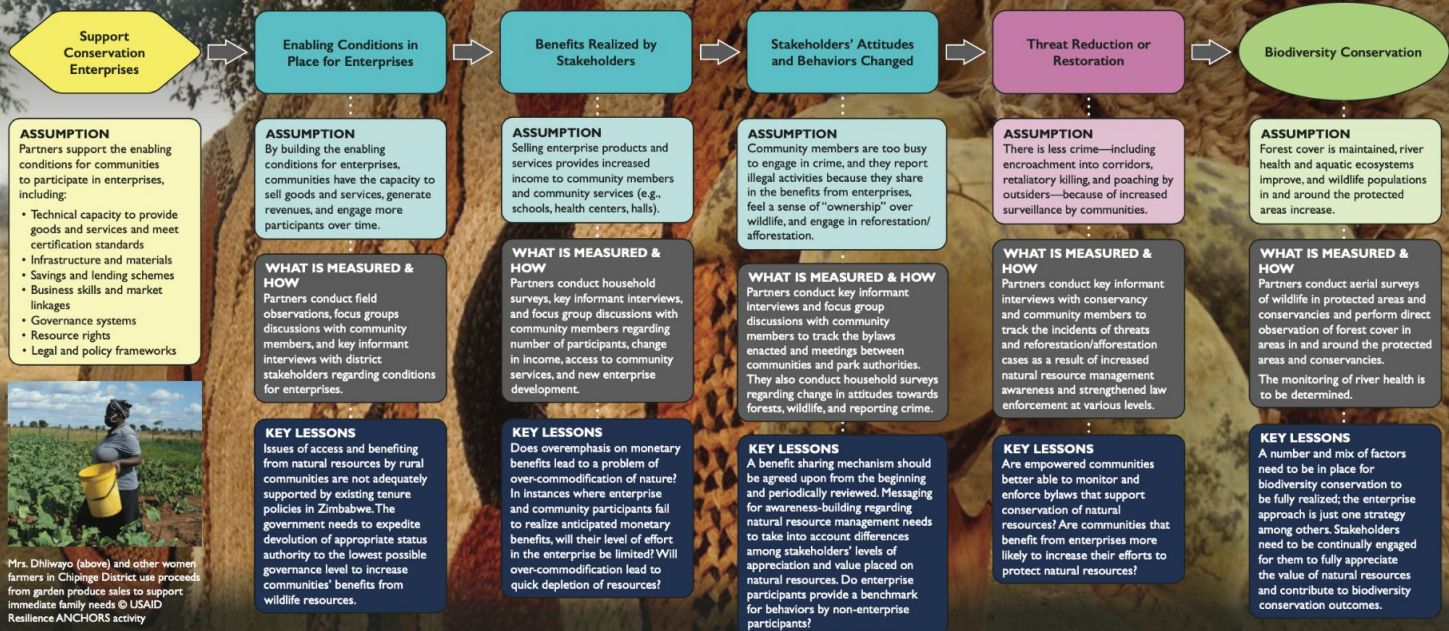 Support
Conservation
Enterprises
Enabling Conditions in
Place for Enterprises
Benefits Realized by
Stakeholders
Stakeholders' Attitudes
and Behaviors Changed
Threat Reduction or
Restoration
Biodiversity Conservation
ASSUMPTION
Partners support the enabling
conditions for communities
to participate in enterprises,
including:
• Technical capacity to provide
goods and services and meet
certification standards
• Infrastructure and materials
• Savings and lending schemes
• Business skills and market
linkages
• Governance systems
• Resource rights
• Legal and policy frameworks
Mrs. Dhliwayo (above) and other women
farmers in Chipinge District use proceeds
from garden produce sales to support
immediate family needs © USAID
Resilience ANCHORS activity
ASSUMPTION
By building the enabling
conditions for enterprises,
communities have the capacity to
sell goods and services, generate
revenues, and engage more
participants over time.
WHAT IS MEASURED &
HOW
Partners conduct field
observations, focus groups
discussions with community
members, and key informant
interviews with district
stakeholders regarding conditions
for enterprises.
KEY LESSONS
Issues of access and benefiting
from natural resources by rural
communities are not adequately
supported by existing tenure
policies in Zimbabwe. The
government needs to expedite
devolution of appropriate status
authority to the lowest possible
governance level to increase
communities' benefits from
wildlife resources.
ASSUMPTION
Selling enterprise products and
services provides increased
income to community members
and community services (e.g.,
schools, health centers, halls).
WHAT IS MEASURED &
HOW
Partners conduct household
surveys, key informant interviews,
and focus group discussions with
community members regarding
number of participants, change
in income, access to community
services, and new enterprise
development.
KEY LESSONS
Does overemphasis on monetary
benefits lead to a problem of
over-commodification of nature?
In instances where enterprise
and community participants fail
to realize anticipated monetary
benefits, will their level of effort
in the enterprise be limited? Will
over-commodification lead to
quick depletion of resources?
ASSUMPTION
Community members are too busy
to engage in crime, and they report
illegal activities because they share
in the benefits from enterprises,
feel a sense of "ownership" over
wildlife, and engage in reforestation/
afforestation.
WHAT IS MEASURED & HOW
Partners conduct key informant
interviews and focus group
discussions with community
members to track the bylaws
enacted and meetings between
communities and park authorities.
They also conduct household surveys
regarding change in attitudes towards
forests, wildlife, and reporting crime.
KEY LESSONS
A benefit sharing mechanism should
be agreed upon from the beginning
and periodically reviewed. Messaging
for awareness-building regarding
natural resource management needs
to take into account differences
among stakeholders' levels of
appreciation and value placed on
natural resources. Do enterprise
participants provide a benchmark
for behaviors by non-enterprise
participants?
ASSUMPTION
There is less crime—including
encroachment into corridors,
retaliatory killing, and poaching by
outsiders—because of increased
surveillance by communities.
WHAT IS MEASURED &
HOW
Partners conduct key informant
interviews with conservancy
and community members to
track the incidents of threats
and reforestation/afforestation
cases as a result of increased
natural resource management
awareness and strengthened law
enforcement at various levels.
KEY LESSONS
Are empowered communities
better able to monitor and
enforce bylaws that support
conservation of natural
resources? Are communities that
benefit from enterprises more
likely to increase their efforts to
protect natural resources?
ASSUMPTION
Forest cover is maintained, river
health and aquatic ecosystems
improve, and wildlife populations
in and around the protected
areas increase.
WHAT IS MEASURED &
HOW
Partners conduct aerial surveys
of wildlife in protected areas and
conservancies and perform direct
observation of forest cover in
areas in and around the protected
areas and conservancies.
The monitoring of river health is
to be determined.
KEY LESSONS
A number and mix of factors
need to be in place for
biodiversity conservation to
be fully realized; the enterprise
approach is just one strategy
among others. Stakeholders
need to be continually engaged
for them to fully appreciate
the value of natural resources
and contribute to biodiversity
conservation outcomes.